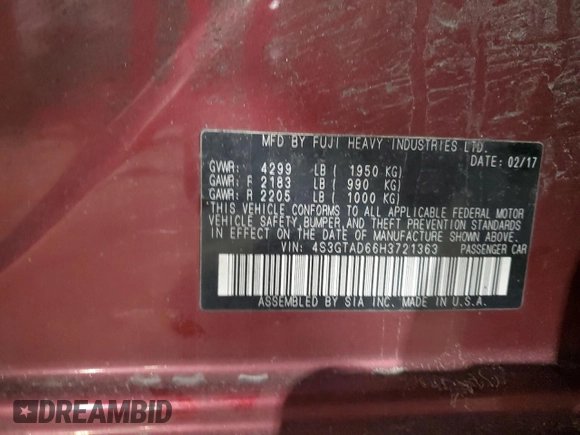 MFD BY FUJI HEAVY INDUSTRIES LTD.
DATE: 02/17
GVWR: 4299 LB ( 1950 KG)
GAWR: F 2183 LB ( 990 KG)
GAWR: R 2205 LB ( 1000 KG)
THIS VEHICLE CONFORMS TO ALL APPLICABLE FEDERAL MOTOR
VEHICLE SAFETY, BUMPER, AND THEFT PREVENTION STANDARDS
IN EFFECT ON THE DATE OF MANUFACTURE SHOWN ABOVE.
VIN: 4S3GTAD66H3721363 PASSENGER CAR
ASSEMBLED BY SIA INC. MADE IN U.S.A.
DREAMBID